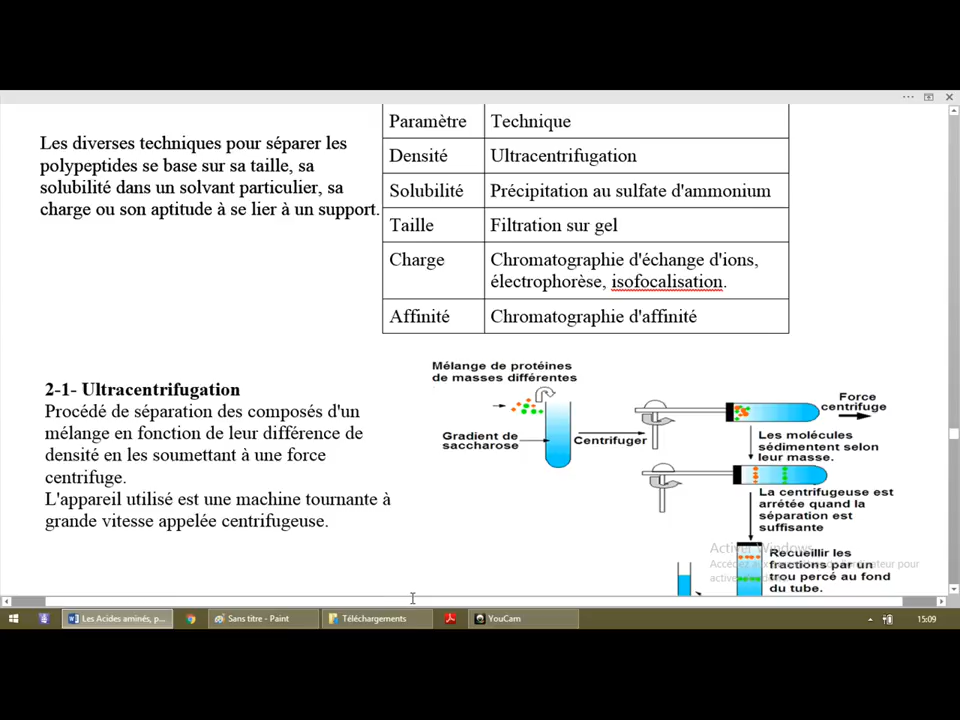 Les diverses techniques pour séparer les
polypeptides se base sur sa taille, sa
solubilité dans un solvant particulier, sa
charge ou son aptitude à se lier à un support.
Paramètre Technique
Densité Ultracentrifugation
Solubilité Précipitation au sulfate d'ammonium
Taille Filtration sur gel
Charge Chromatographie d'échange d'ions,
électrophorèse, isofocalisation.
Affinité Chromatographie d'affinité
2-1- Ultracentrifugation
Procédé de séparation des composés d'un
mélange en fonction de leur différence de
densité en les soumettant à une force
centrifuge.
L'appareil utilisé est une machine tournante à
grande vitesse appelée centrifugeuse.
Mélange de protéines
de masses différentes
Gradient de
saccharose
Centrifuger
Force
centrifuge
Les molécules
sédimentent selon
leur masse.
La centrifugeuse est
arrétée quand la
séparation est
suffisante
Recueillir les
fractions par un
trou percé au fond
du tube.
Activer Windows
Les Acides aminés, p...
Sans titre - Paint
Téléchargements
YouCam
15:09